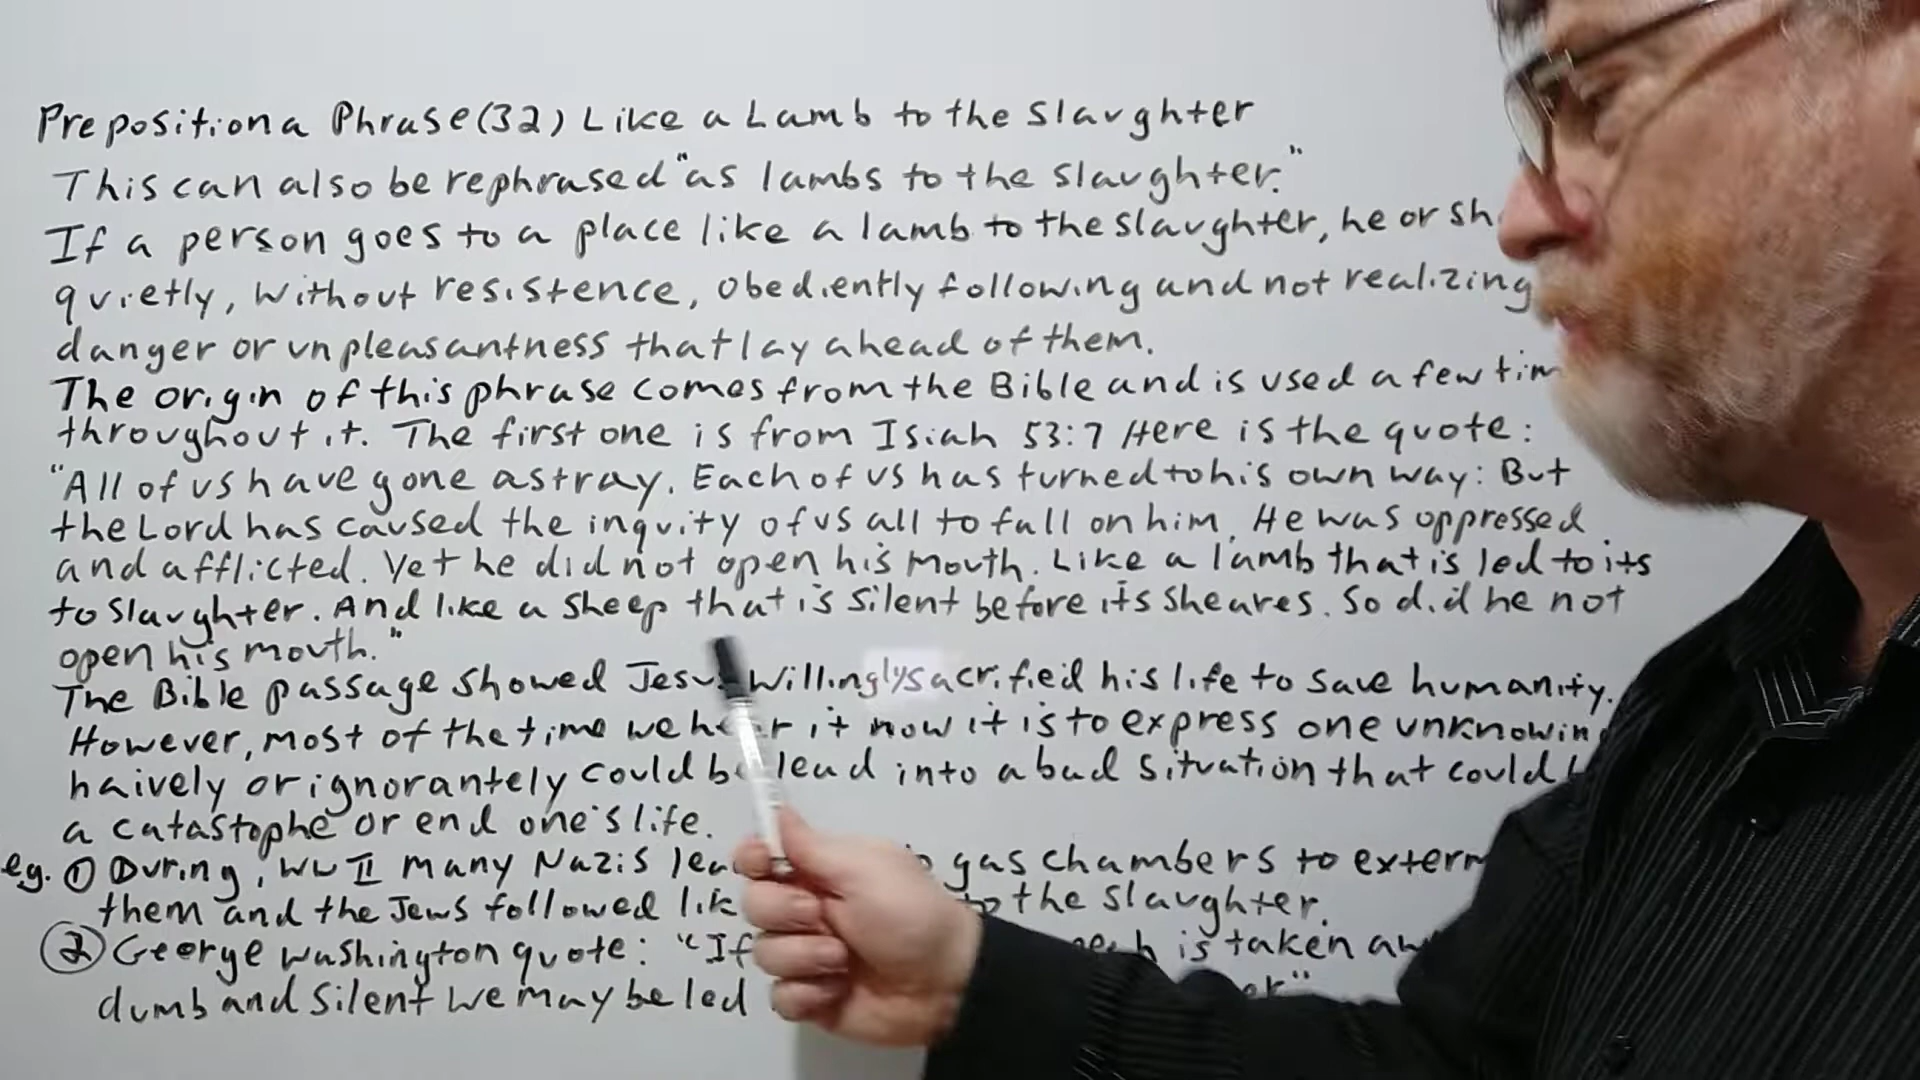 Preposition a Phrase (32) Like a Lamb to the Slaughter
This can also be rephrased "as lambs to the slaughter."
If a person goes to a place like a lamb to the slaughter, he or sh
quietly, without resistence, obediently following and not realizing
danger or unpleasantness that lay ahead of them.
The origin of this phrase comes from the Bible and is used a few tim
throughout it. The first one is from Isiah 53:7 Here is the quote:
"All of us have gone astray. Each of us has turned to his own way: But
the Lord has caused the inquity of us all to fall on him. He was oppressed
and afflicted. Yet he did not open his mouth. Like a lamb that is led to its
to slaughter. And like a sheep that is silent before its sheares. So did he not
open his mouth."
The Bible passage showed Jesu willingly sacrified his life to save humanity.
However, most of the time we it now it is to express one unknowin
naively or ignorantely could b lead into a bad situation that could
a catastophe or end one's life.
eg. ① During, WW II many Nazis lea gas chambers to exterm
them and the Jews followed lik to the slaughter.
② George Washington quote: "If is taken aw
dumb and silent we may be led